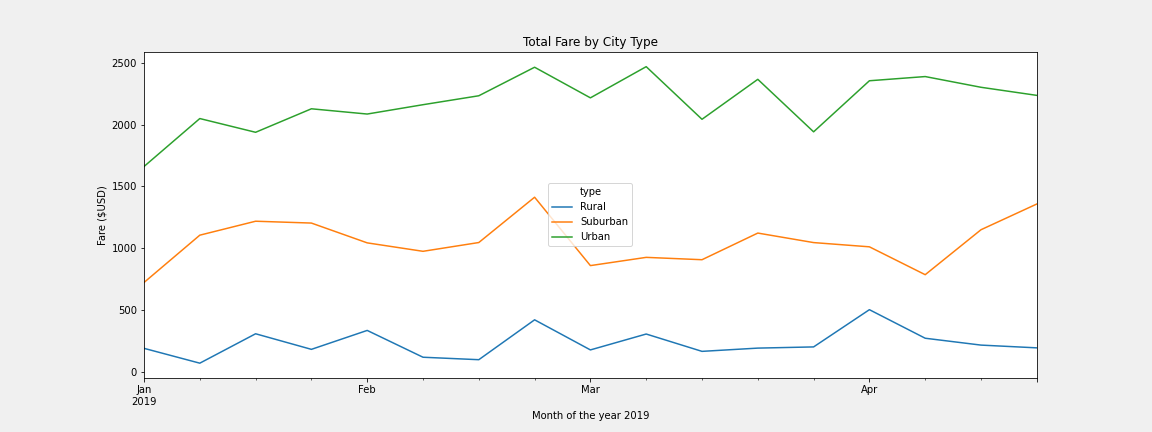 Total Fare by City Type
Fare ($USD)
2500
2000
1500
1000
500
0
type
Rural
Suburban
Urban
Jan
2019
Feb
Mar
Apr
Month of the year 2019